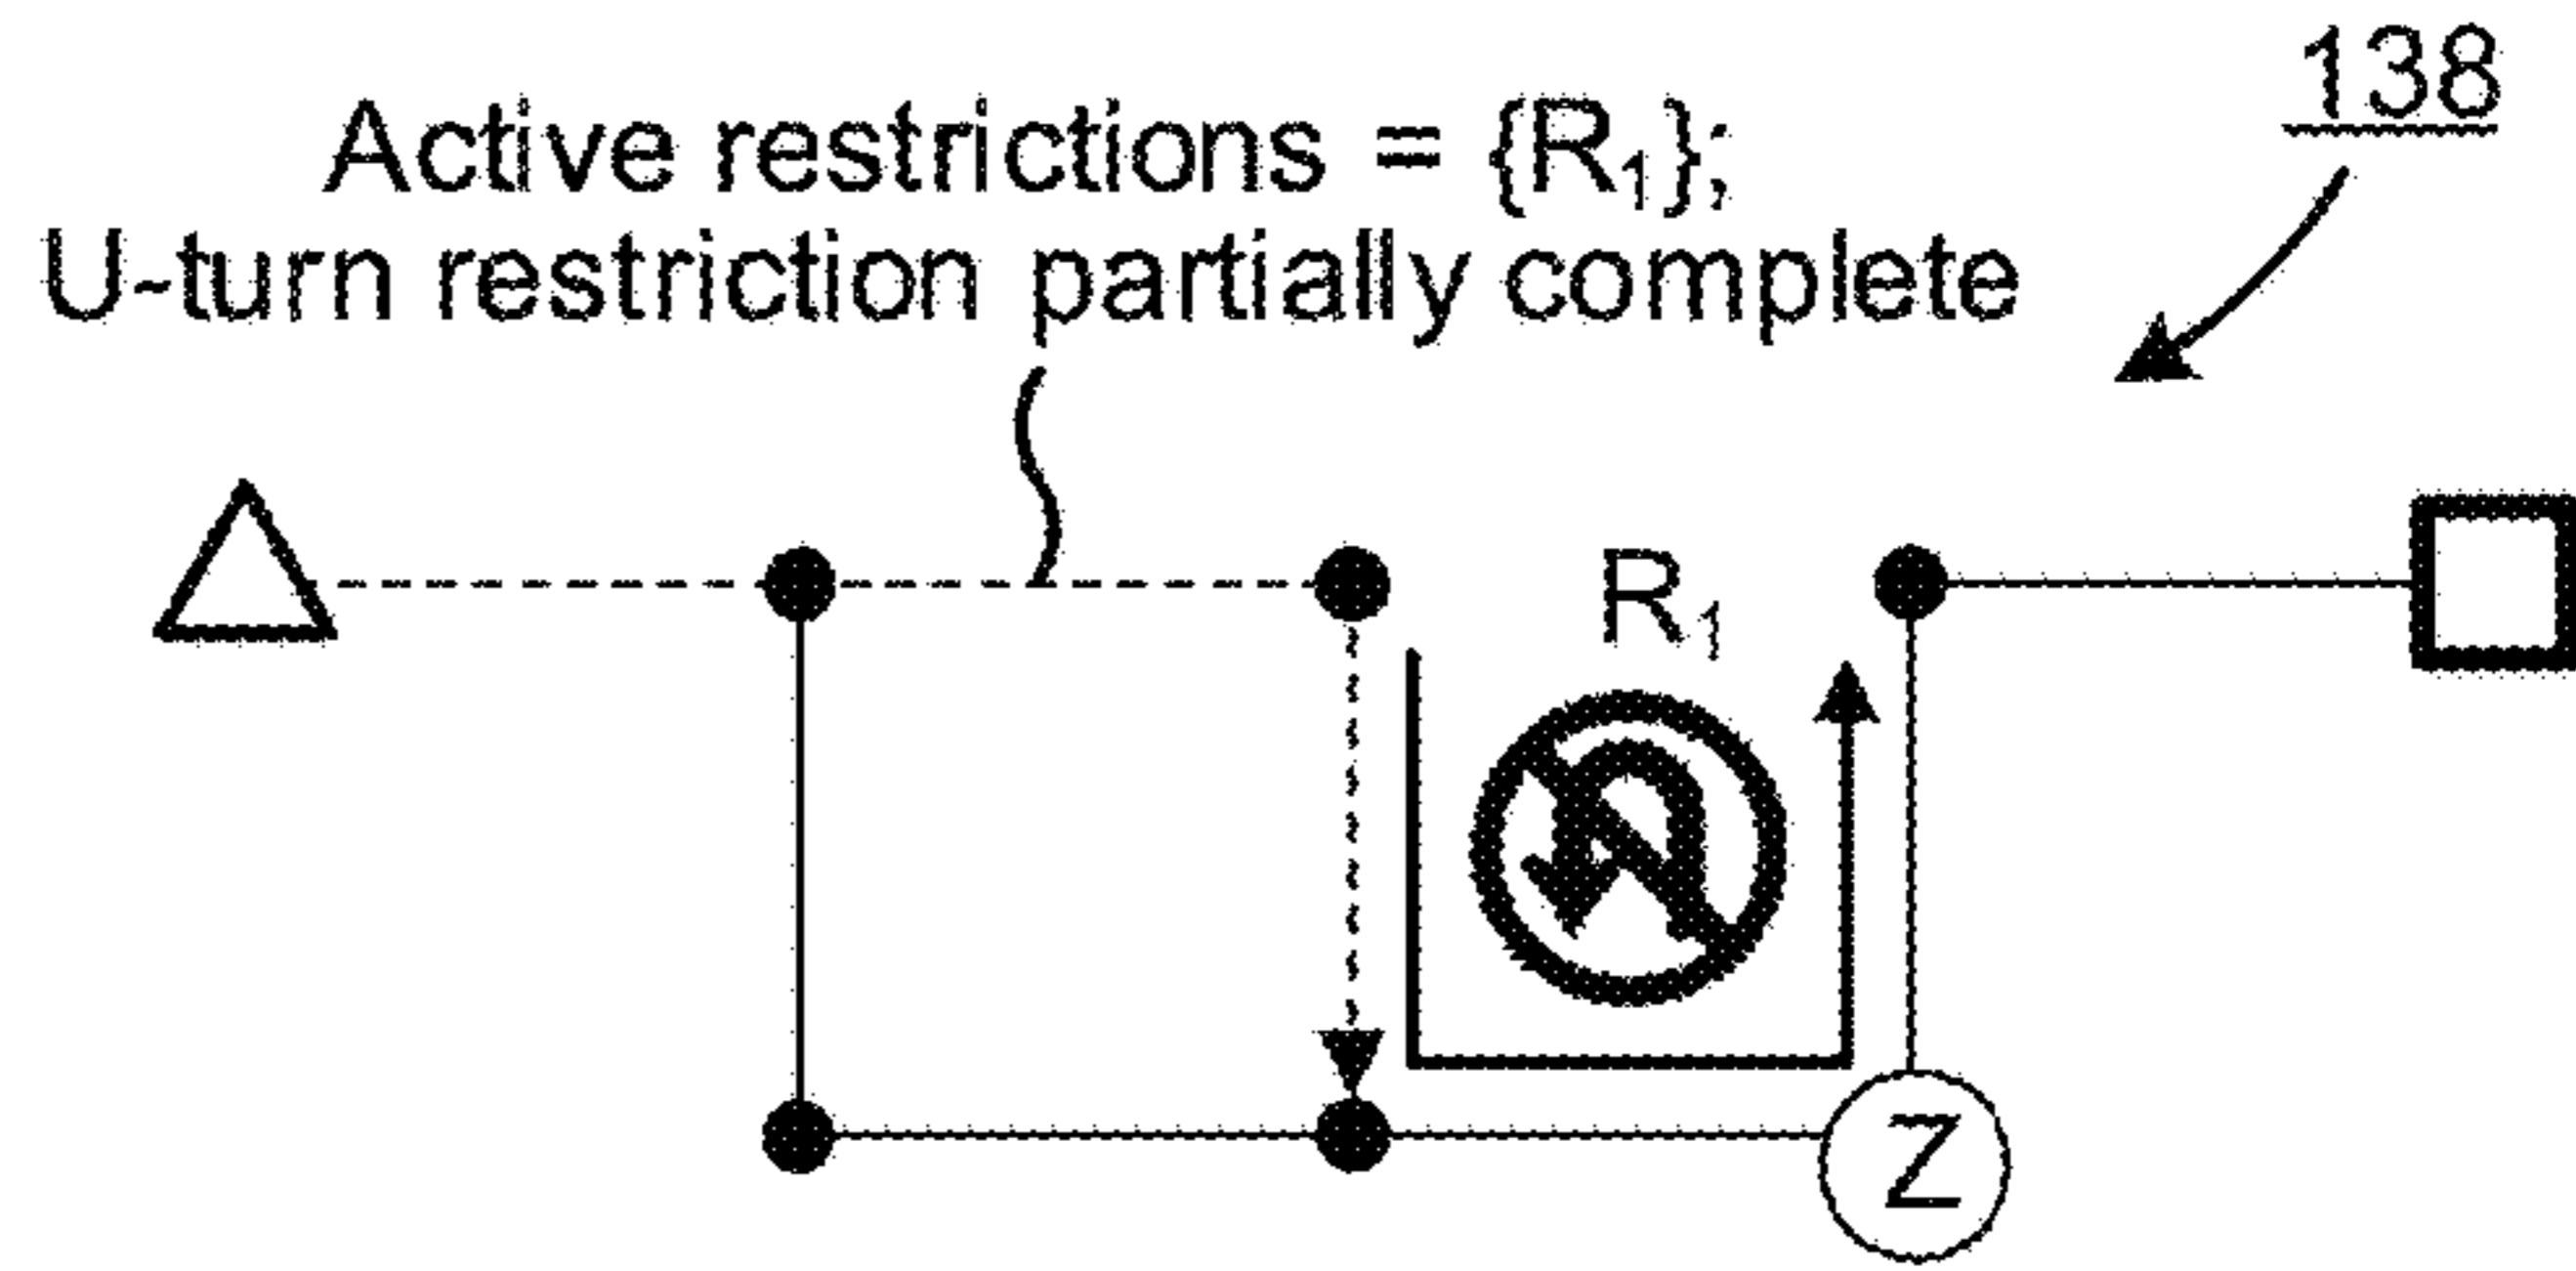 138
Active restrictions = {R₁};
U-turn restriction partially complete
R₁
Z